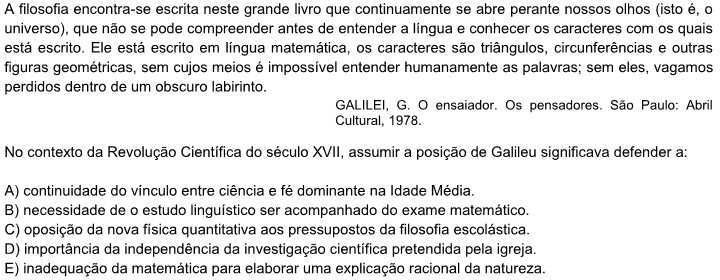 A filosofia encontra-se escrita neste grande livro que continuamente se abre perante nossos olhos (isto é, o
universo), que não se pode compreender antes de entender a língua e conhecer os caracteres com os quais
está escrito. Ele está escrito em língua matemática, os caracteres são triângulos, circunferências e outras
figuras geométricas, sem cujos meios é impossível entender humanamente as palavras; sem eles, vagamos
perdidos dentro de um obscuro labirinto.
GALILEI, G. O ensaiador. Os pensadores. São Paulo: Abril
Cultural, 1978.
No contexto da Revolução Científica do século XVII, assumir a posição de Galileu significava defender a:
A) continuidade do vínculo entre ciência e fé dominante na Idade Média.
B) necessidade de o estudo linguístico ser acompanhado do exame matemático.
C) oposição da nova física quantitativa aos pressupostos da filosofia escolástica.
D) importância da independência da investigação científica pretendida pela igreja.
E) inadequação da matemática para elaborar uma explicação racional da natureza.